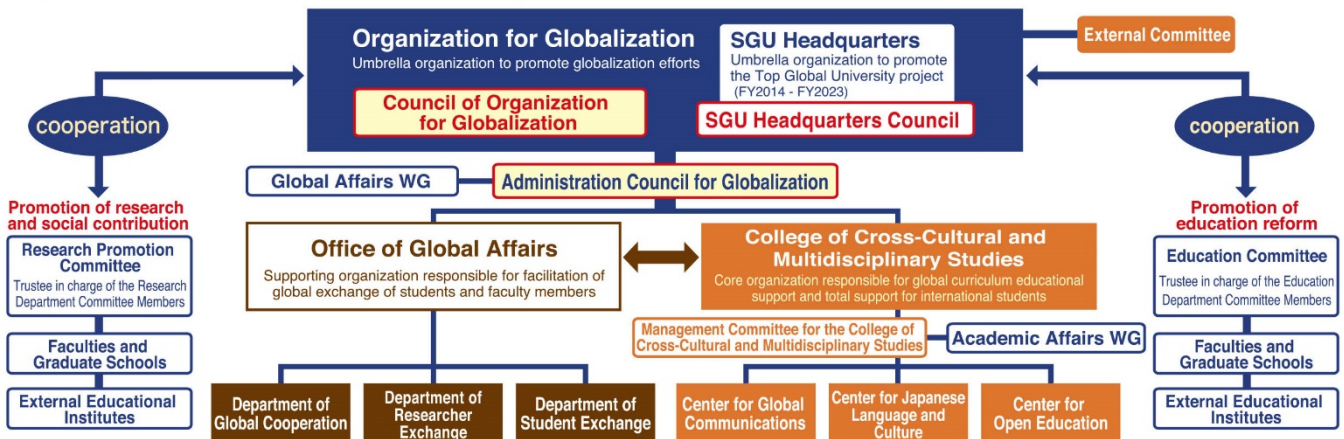 Organization for Globalization
Umbrella organization to promote globalization efforts
Council of Organization
for Globalization
SGU Headquarters
Umbrella organization to promote
the Top Global University project
(FY2014 - FY2023)
SGU Headquarters Council
External Committee
cooperation
cooperation
Global Affairs WG
Administration Council for Globalization
Promotion of research
and social contribution
Research Promotion
Committee
Trustee in charge of the Research
Department Committee Members
Faculties and
Graduate Schools
External Educational
Institutes
Office of Global Affairs
Supporting organization responsible for facilitation of
global exchange of students and faculty members
College of Cross-Cultural and
Multidisciplinary Studies
Core organization responsible for global curriculum educational
support and total support for international students
Management Committee for the College of
Cross-Cultural and Multidisciplinary Studies
Academic Affairs WG
Department of
Global Cooperation
Department of
Researcher
Exchange
Department of
Student Exchange
Center for Global
Communications
Center for Japanese
Language and
Culture
Center for
Open Education
Promotion of
education reform
Education Committee
Trustee in charge of the Education
Department Committee Members
Faculties and
Graduate Schools
External Educational
Institutes